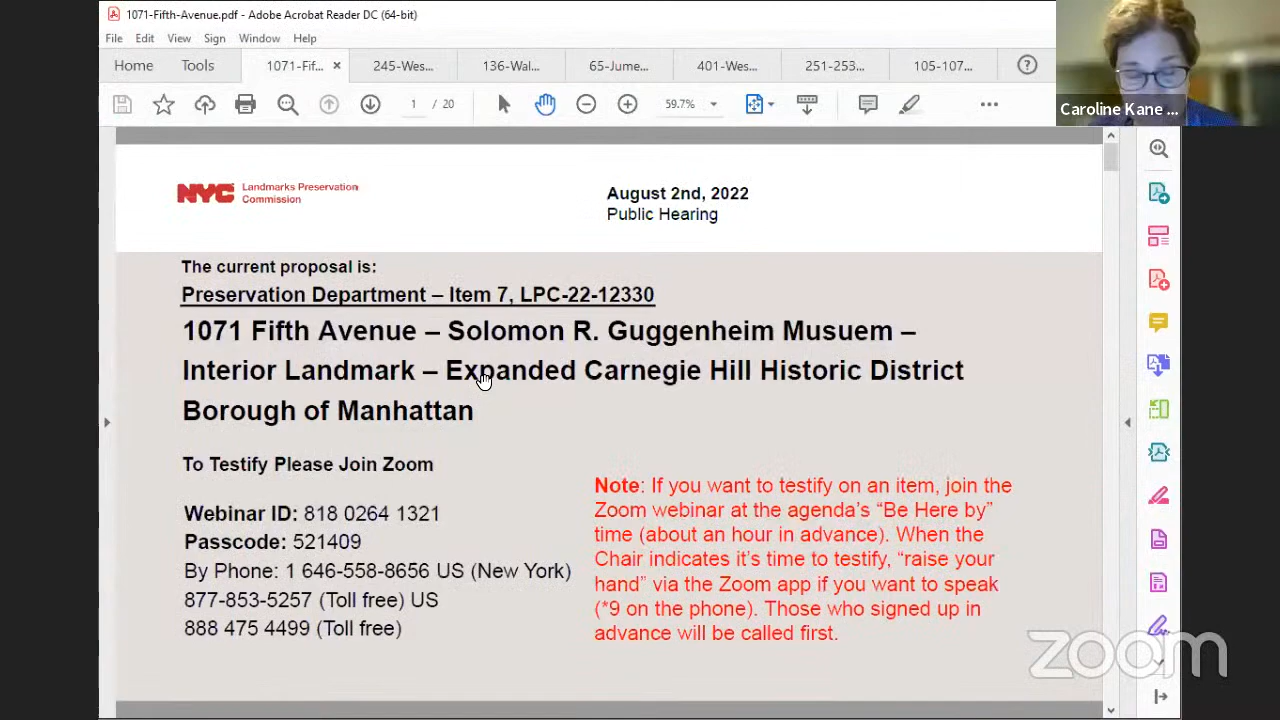 1071-Fifth-Avenue.pdf - Adobe Acrobat Reader DC (64-bit)
File Edit View Sign Window Help
Home Tools 1071-Fif... × 245-Wes... 136-Wal... 65-Jume... 401-Wes... 251-253... 105-107...
1 / 20 59.7%
Caroline Kane ...
NYC Landmarks Preservation
Commission
August 2nd, 2022
Public Hearing
The current proposal is:
Preservation Department – Item 7, LPC-22-12330
1071 Fifth Avenue – Solomon R. Guggenheim Musuem –
Interior Landmark – Expanded Carnegie Hill Historic District
Borough of Manhattan
To Testify Please Join Zoom
Webinar ID: 818 0264 1321
Passcode: 521409
By Phone: 1 646-558-8656 US (New York)
877-853-5257 (Toll free) US
888 475 4499 (Toll free)
Note: If you want to testify on an item, join the
Zoom webinar at the agenda's “Be Here by”
time (about an hour in advance). When the
Chair indicates it's time to testify, “raise your
hand” via the Zoom app if you want to speak
(*9 on the phone). Those who signed up in
advance will be called first.
zoom